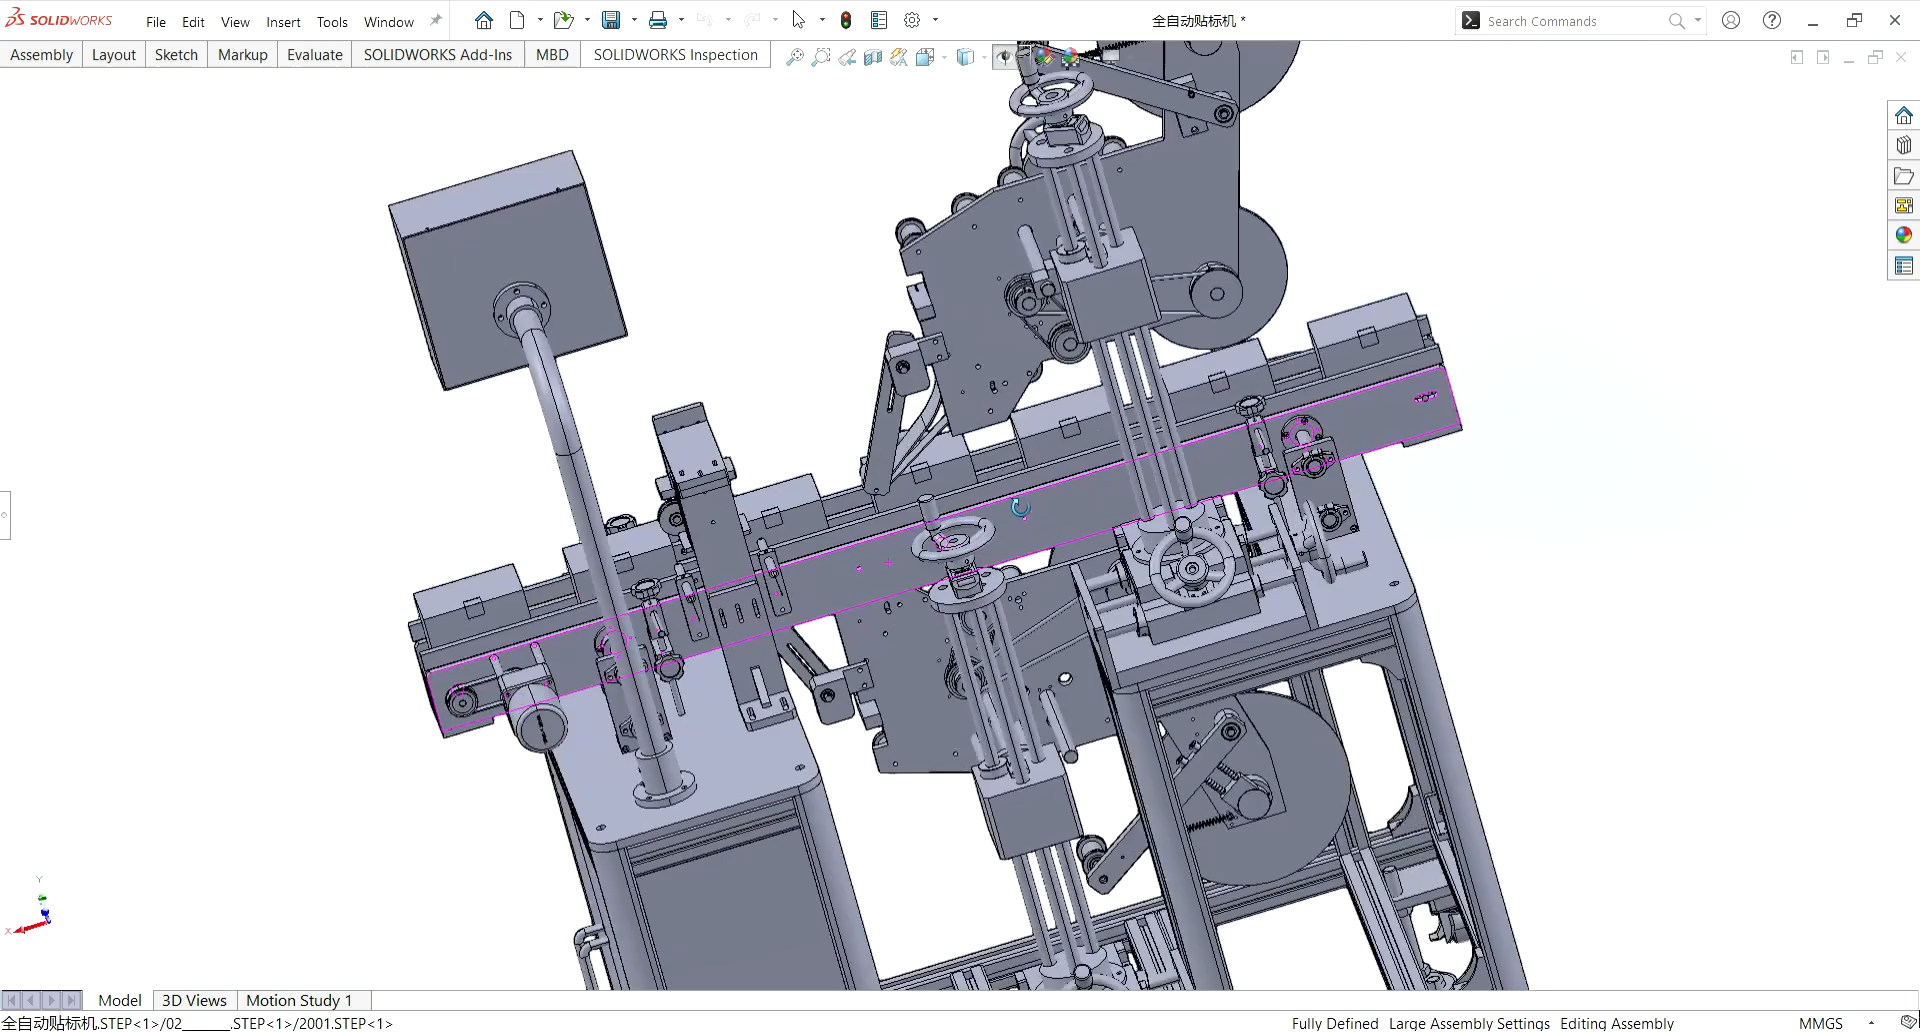 SOLIDWORKS File Edit View Insert Tools Window 全自动贴标机 * Search Commands
Assembly Layout Sketch Markup Evaluate SOLIDWORKS Add-Ins MBD SOLIDWORKS Inspection
Y
X
Model 3D Views Motion Study 1
全自动贴标机.STEP<1>/02______.STEP<1>/2001.STEP<1> Fully Defined Large Assembly Settings Editing Assembly MMGS